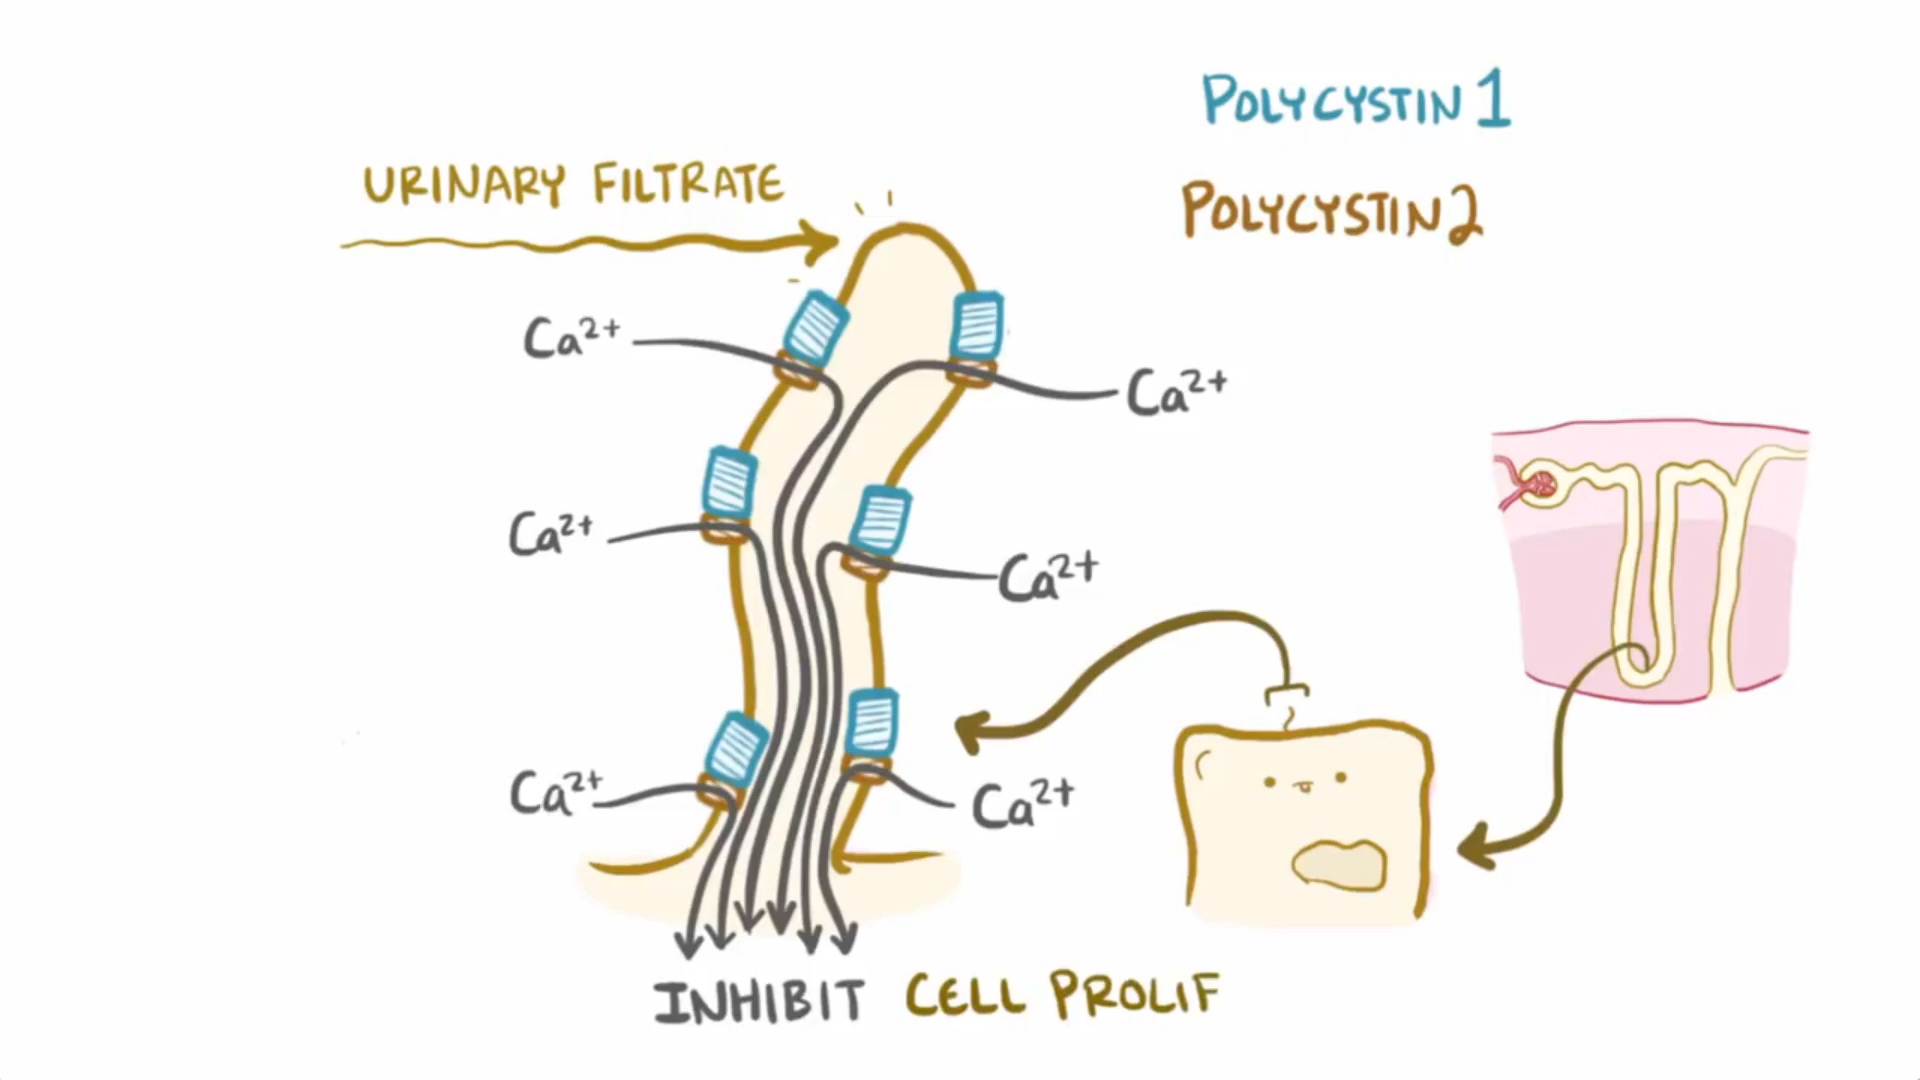 POLYCYSTIN 1
URINARY FILTRATE
POLYCYSTIN 2
Ca²⁺
Ca²⁺
Ca²⁺
Ca²⁺
Ca²⁺
Ca²⁺
INHIBIT CELL PROLIF